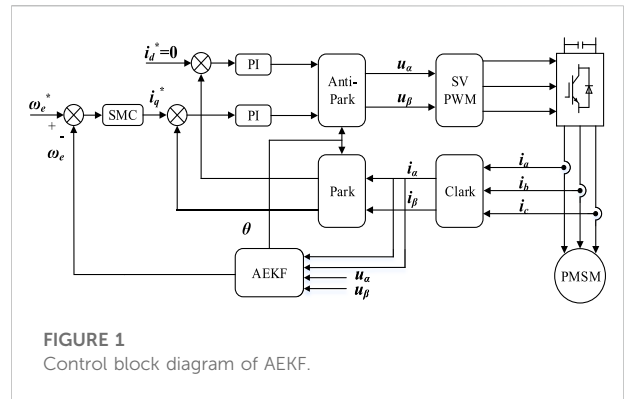 i_d^*=0
PI
Anti-
Park
u_α
u_β
SV
PWM
ω_e^*
+
-
ω_e
SMC
i_q^*
PI
Park
i_α
i_β
Clark
i_a
i_b
i_c
θ
AEKF
u_α
u_β
PMSM
FIGURE 1
Control block diagram of AEKF.